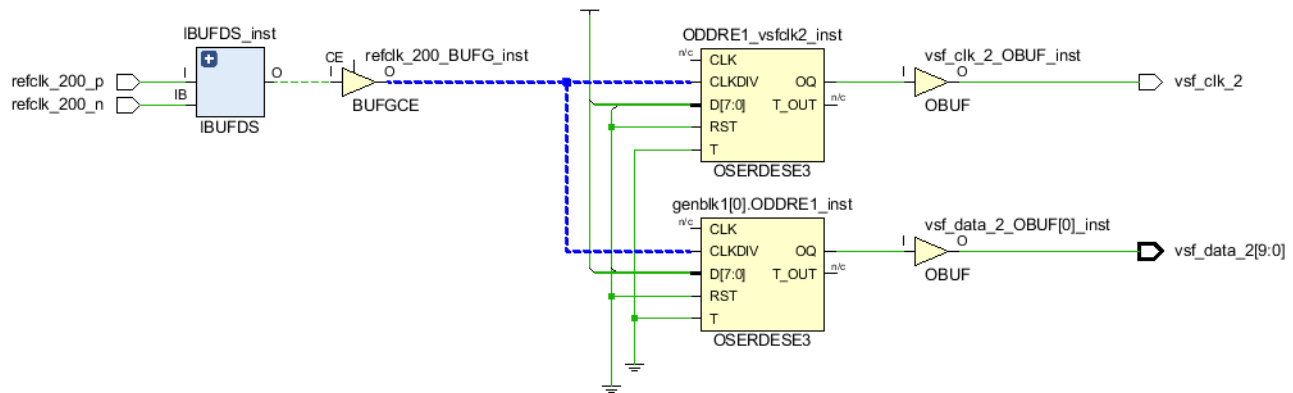 IBUFDS_inst
refclk_200_p
refclk_200_n
I
IB
O
IBUFDS
CE
refclk_200_BUFG_inst
I
O
BUFGCE
ODDRE1_vsfclk2_inst
n/c
CLK
CLKDIV
D[7:0]
RST
T
OQ
T_OUT
n/c
OSERDESE3
vsf_clk_2_OBUF_inst
I
O
OBUF
vsf_clk_2
genblk1[0].ODDRE1_inst
n/c
CLK
CLKDIV
D[7:0]
RST
T
OQ
T_OUT
n/c
OSERDESE3
vsf_data_2_OBUF[0]_inst
I
O
OBUF
vsf_data_2[9:0]